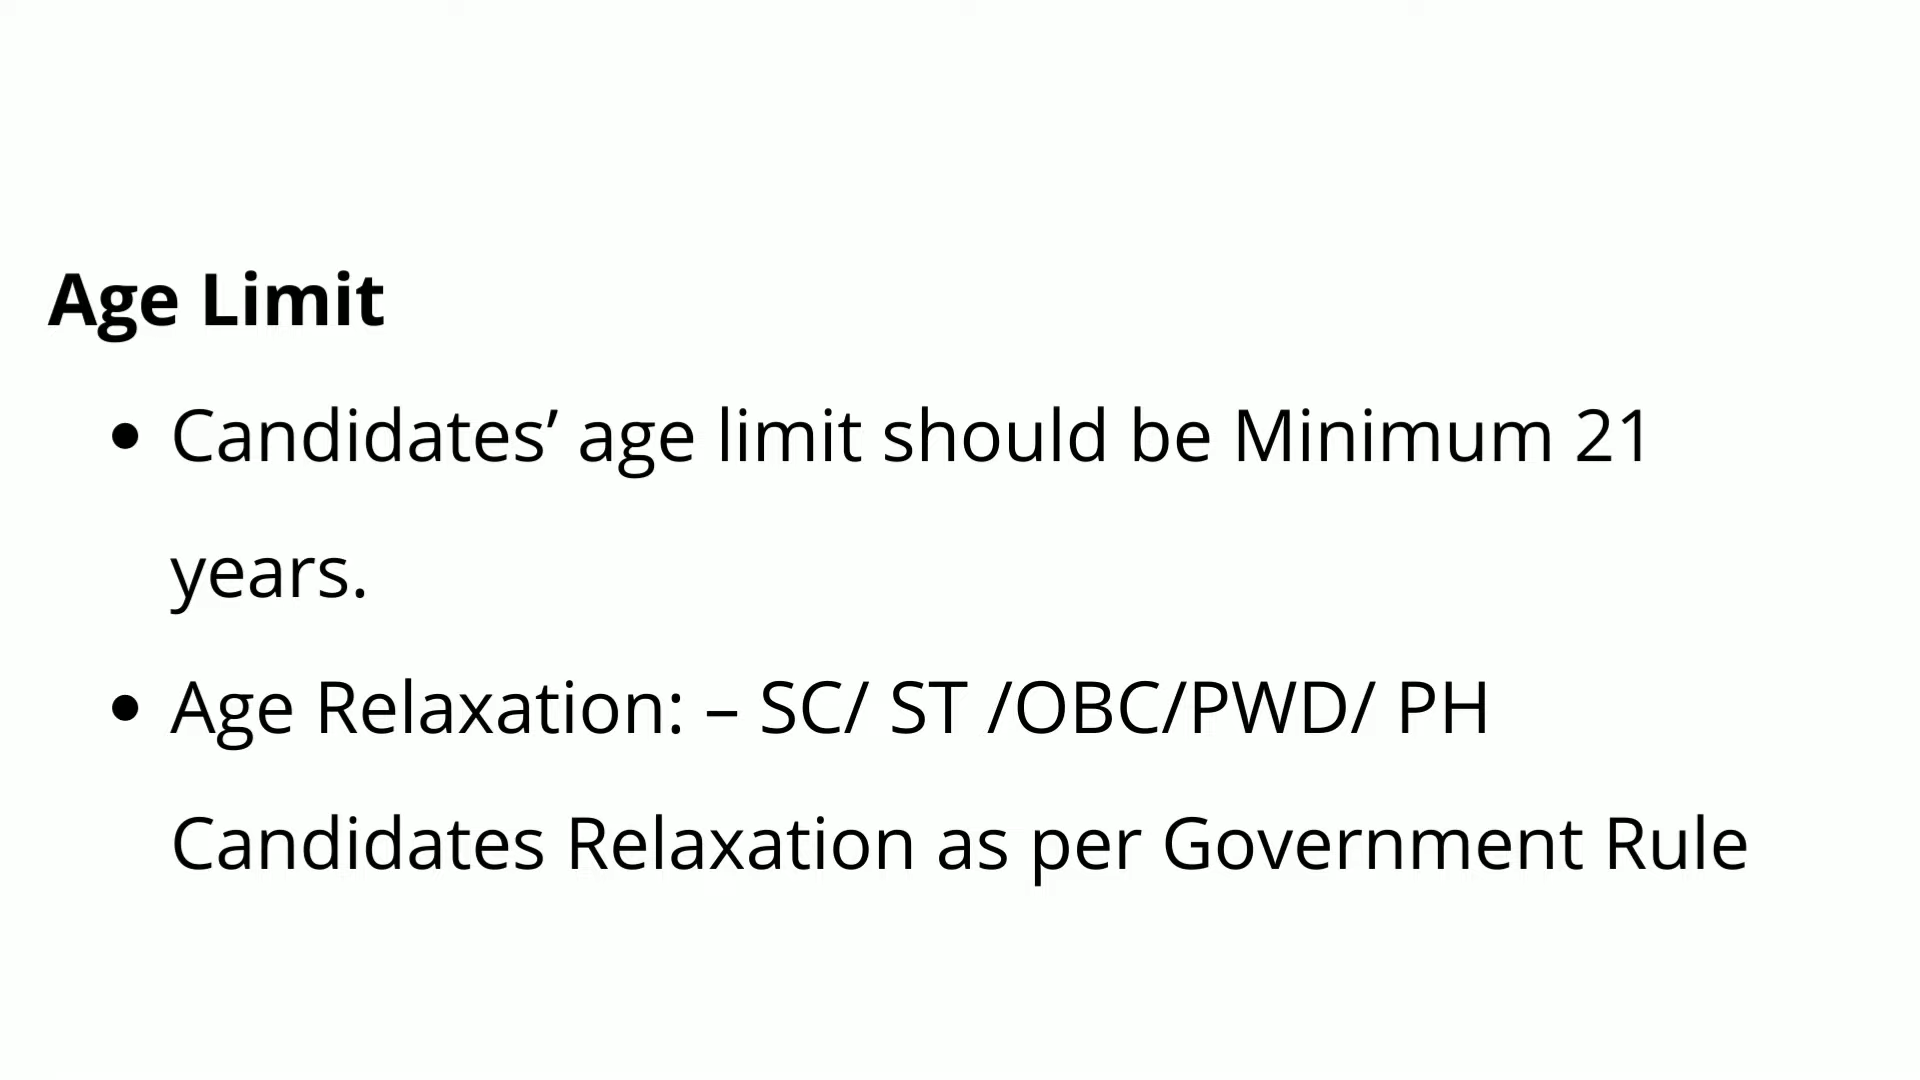 Age Limit
• Candidates’ age limit should be Minimum 21
years.
• Age Relaxation: – SC/ ST /OBC/PWD/ PH
Candidates Relaxation as per Government Rule